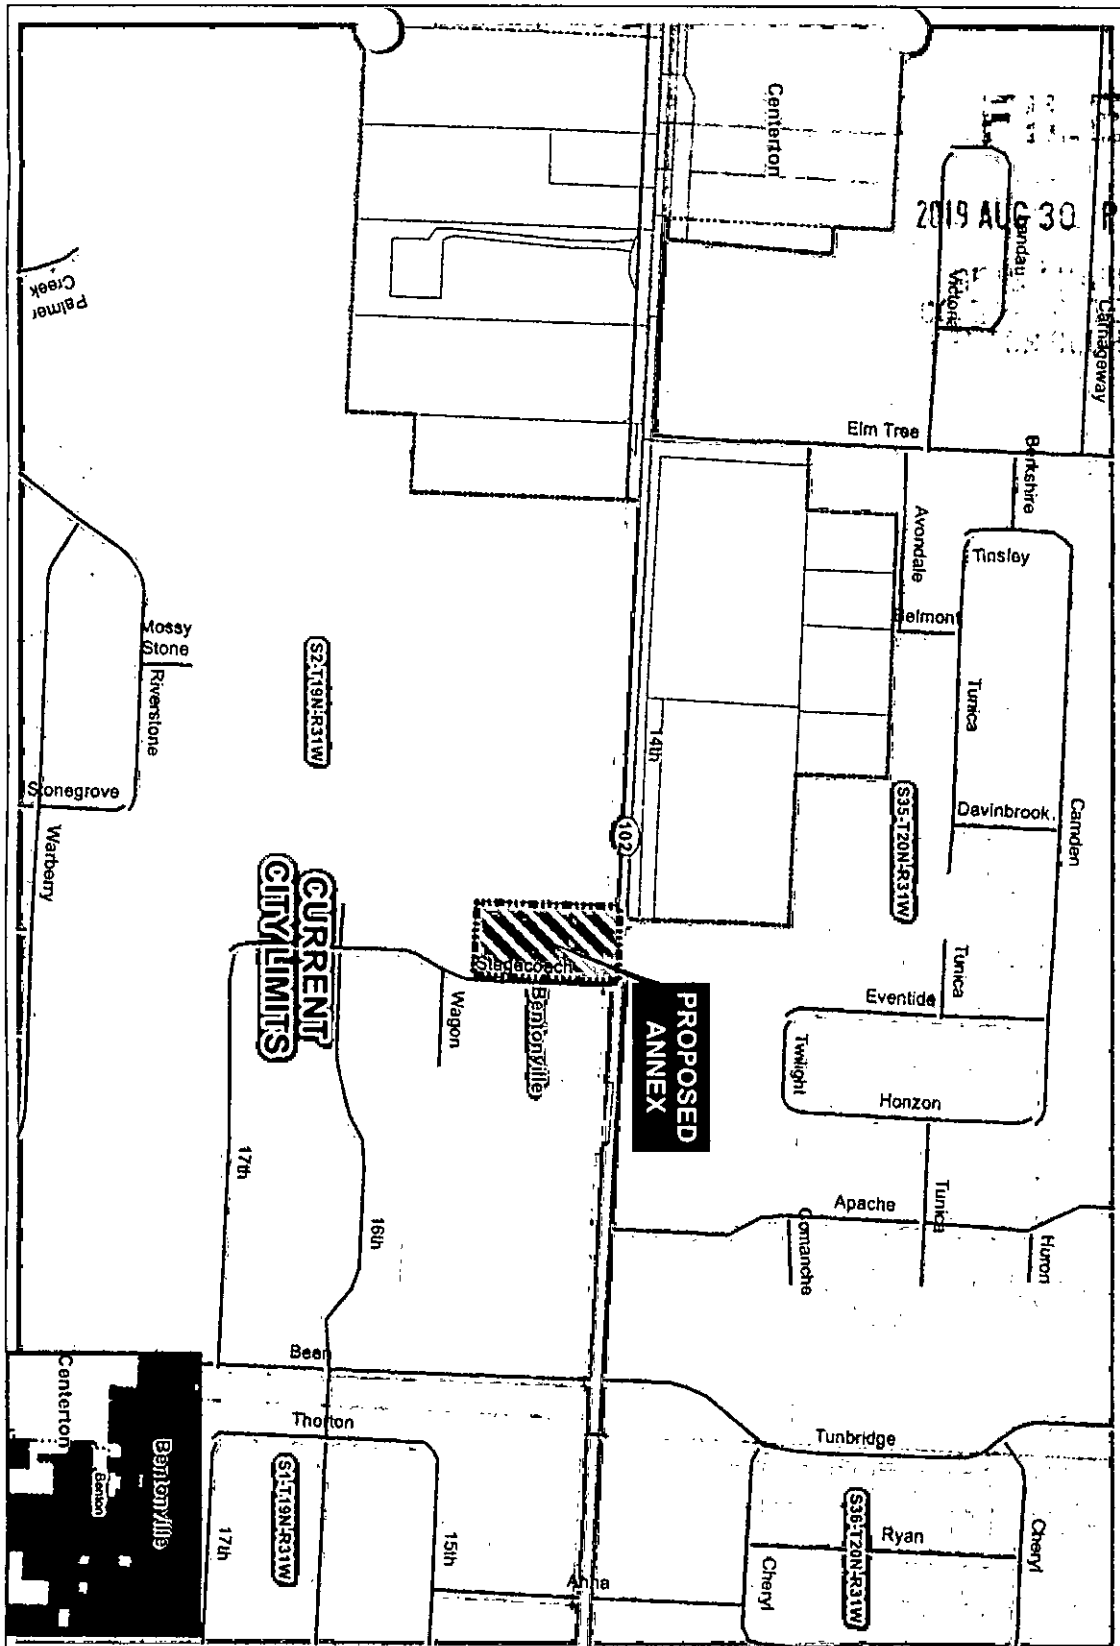 Centerton
2019 AUG 30 P
Landau
Victoria
Carriageway
Palmer
Creek
Elm Tree
Berkshire
Avondale
Tinsley
Belmont
Tunica
Mossy
Stone
Riverstone
S2-T19N-R31W
14th
Davinbrook
Camden
Stonegrove
Warberry
102
S35-T20N-R31W
CURRENT
CITY LIMITS
Stagecoach
Wagon
Bentonville
PROPOSED
ANNEX
Tunica
Eventide
Twilight
Honzon
17th
16th
Apache
Tunica
Comanche
Huron
Bean
Thorton
Tunbridge
S1-T19N-R31W
17th
15th
Anna
S36-T20N-R31W
Ryan
Cheryl
Cheryl
Centerton
Benton
Bentonville